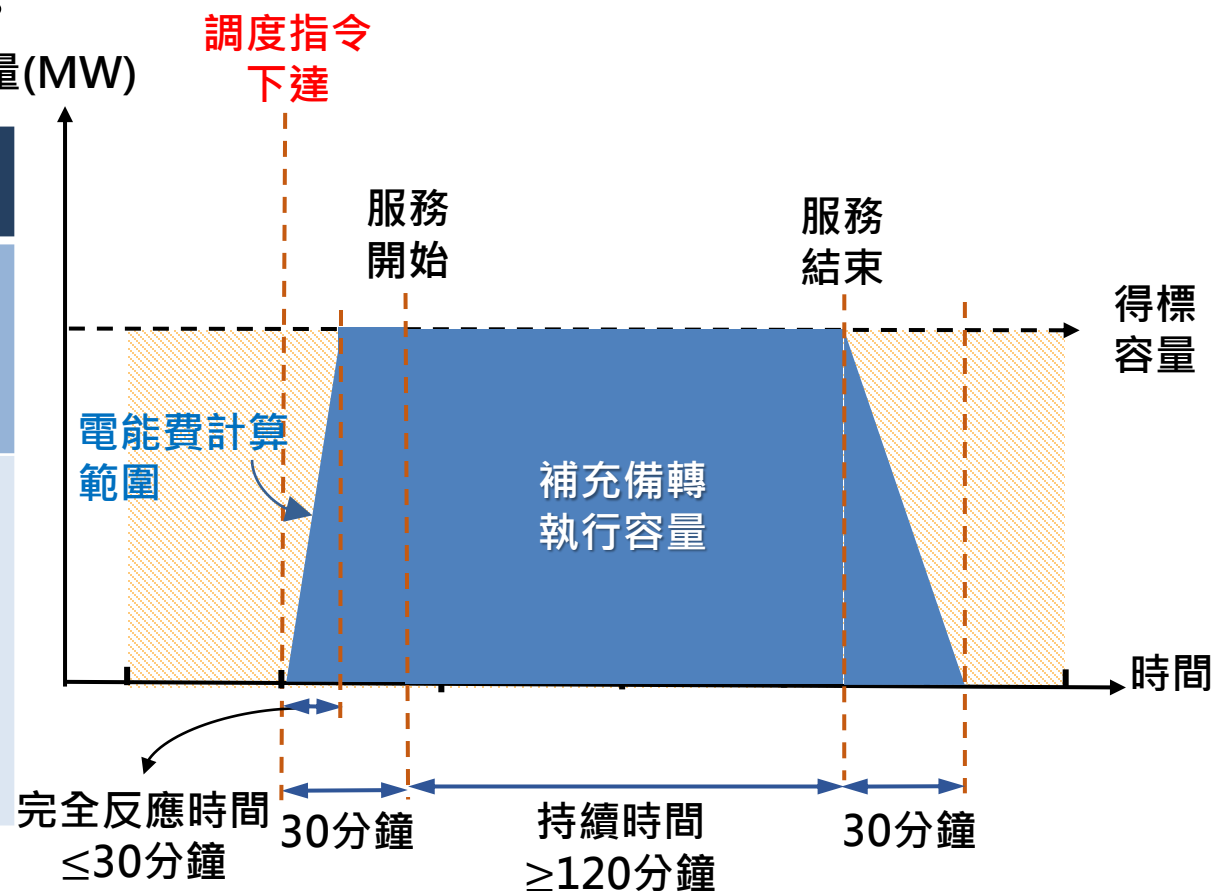 調度指令
下達
量(MW)
服務
開始
服務
結束
得標
容量
電能費計算
範圍
補充備轉
執行容量
時間
完全反應時間
≤30分鐘
30分鐘
持續時間
≥120分鐘
30分鐘